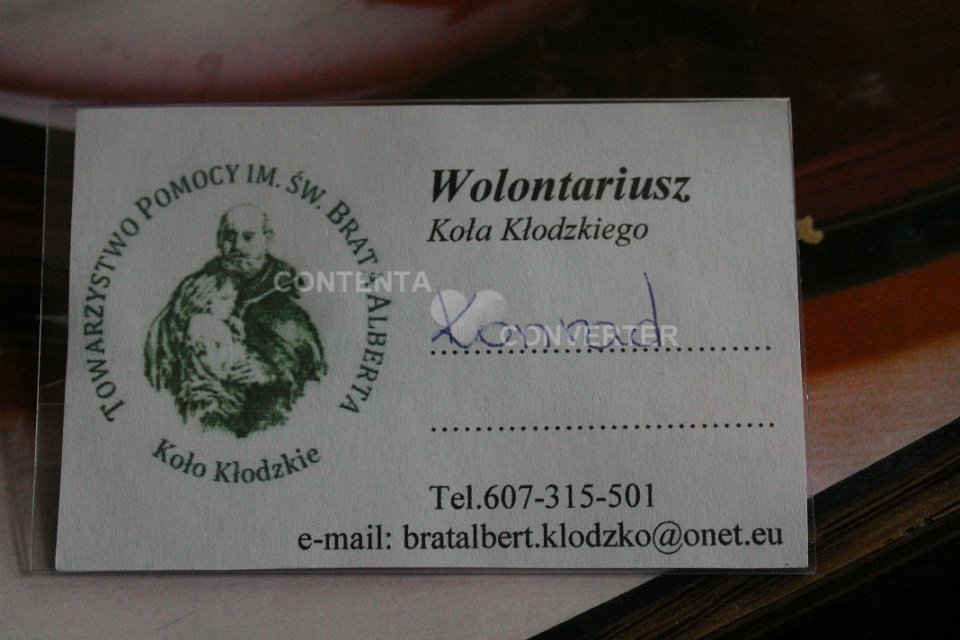 TOWARZYSTWO POMOCY IM. ŚW. BRATA ALBERTA
Koło Kłodzkie
Wolontariusz
Koła Kłodzkiego
Konrad
Tel.607-315-501
e-mail: bratalbert.klodzko@onet.eu
CONTENTA
CONVERTER